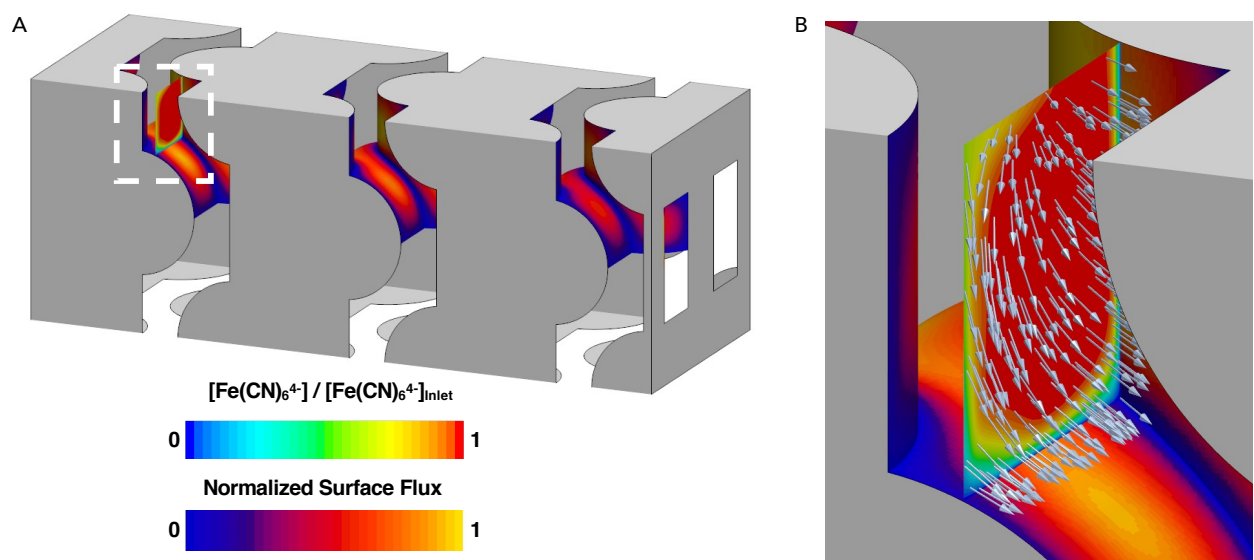 A
B
[Fe(CN)₆⁴⁻] / [Fe(CN)₆⁴⁻]Inlet
0 1
Normalized Surface Flux
0 1